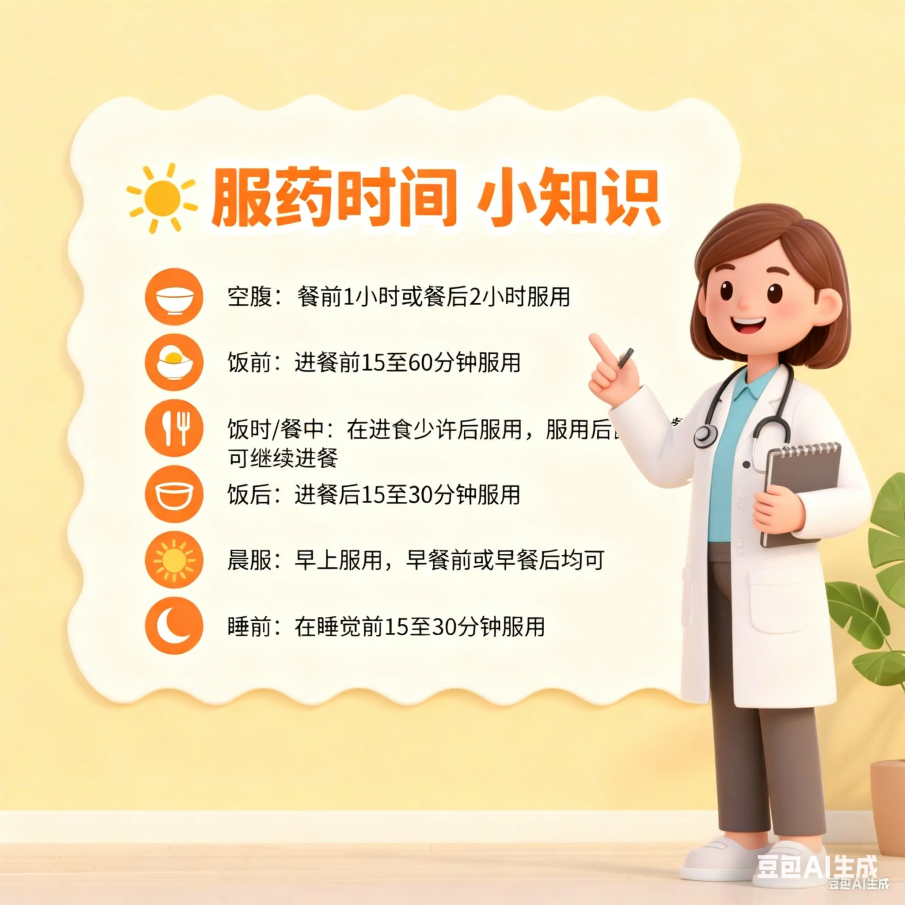 服药时间 小知识
空腹：餐前1小时或餐后2小时服用
饭前：进餐前15至60分钟服用
饭时/餐中：在进食少许后服用，服用后
可继续进餐
饭后：进餐后15至30分钟服用
晨服：早上服用，早餐前或早餐后均可
睡前：在睡觉前15至30分钟服用
豆包AI生成
豆包AI生成